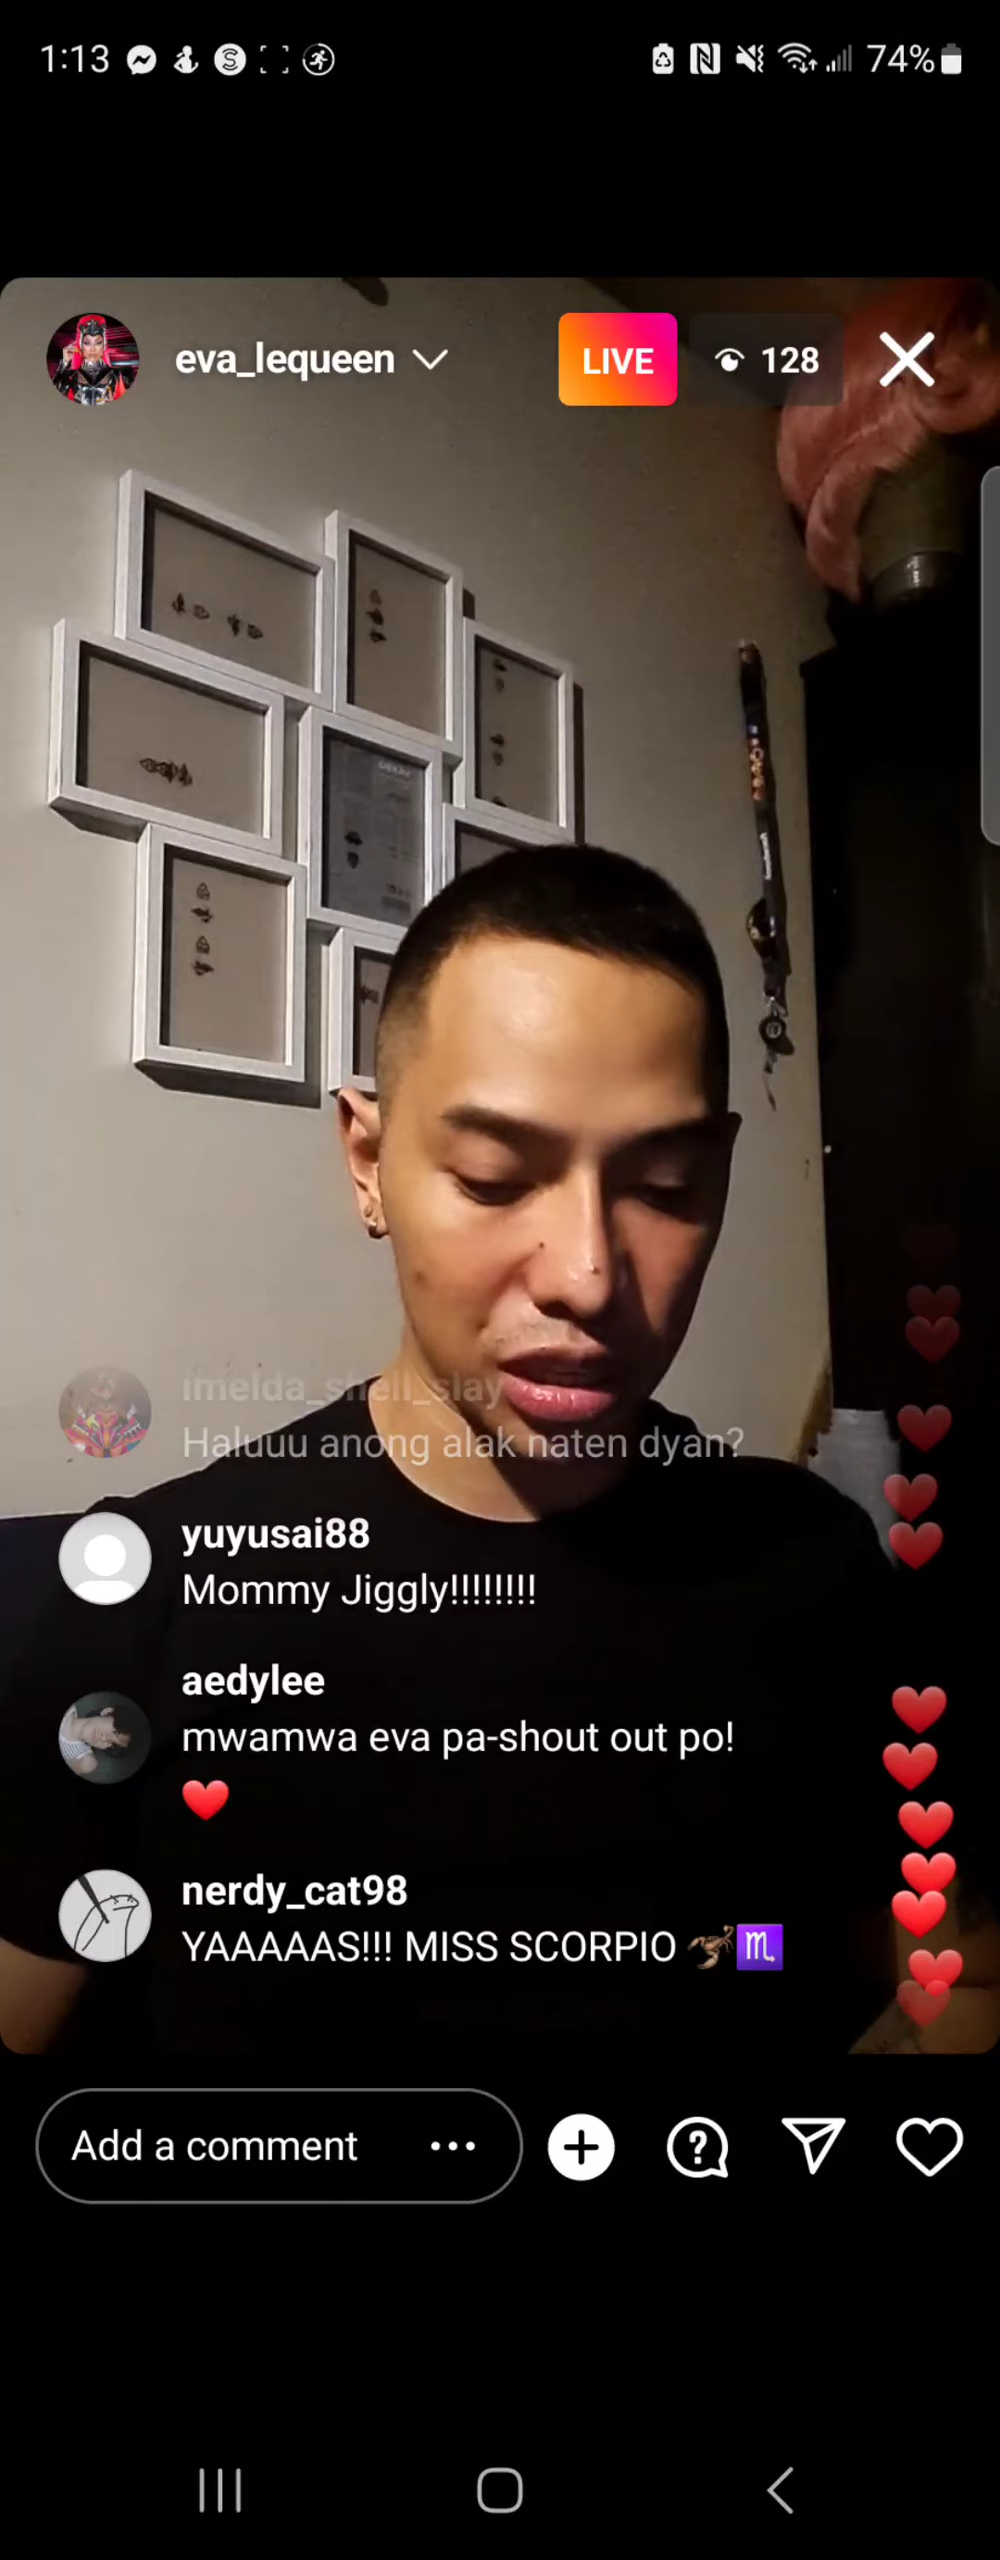 1:13
74%
eva_lequeen
LIVE
128
imelda_shell_slay
Haluuu anong alak naten dyan?
yuyusai88
Mommy Jiggly!!!!!!!!
aedylee
mwamwa eva pa-shout out po!
❤️
nerdy_cat98
YAAAAAS!!! MISS SCORPIO 🦂♏
Add a comment